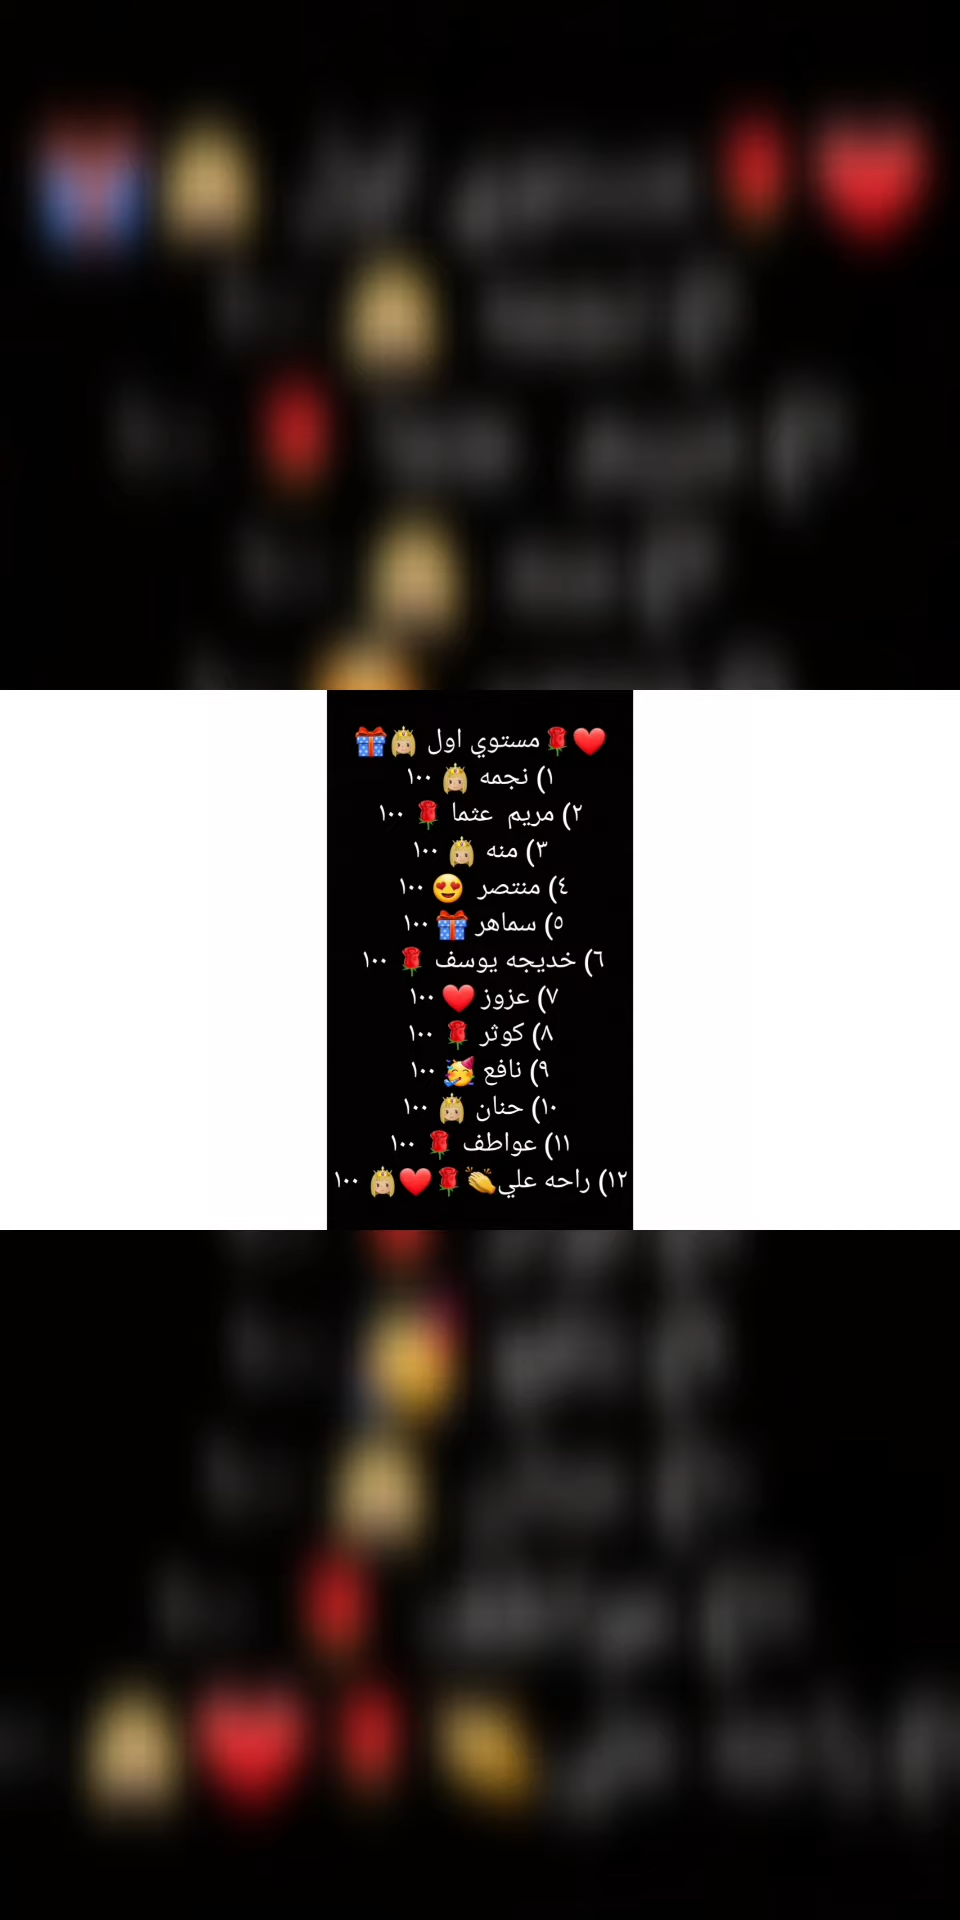 ❤️🌹مستوي اول 👸🏼🎁
١) نجمه 👸🏼 ١٠٠
٢) مريم عثما 🌹 ١٠٠
٣) منه 👸🏼 ١٠٠
٤) منتصر 😍 ١٠٠
٥) سماهر 🎁 ١٠٠
٦) خديجه يوسف 🌹 ١٠٠
٧) عزوز ❤️ ١٠٠
٨) كوثر 🌹 ١٠٠
٩) نافع 🥳 ١٠٠
١٠) حنان 👸🏼 ١٠٠
١١) عواطف 🌹 ١٠٠
١٢) راحه علي👏🌹❤️👸🏼 ١٠٠